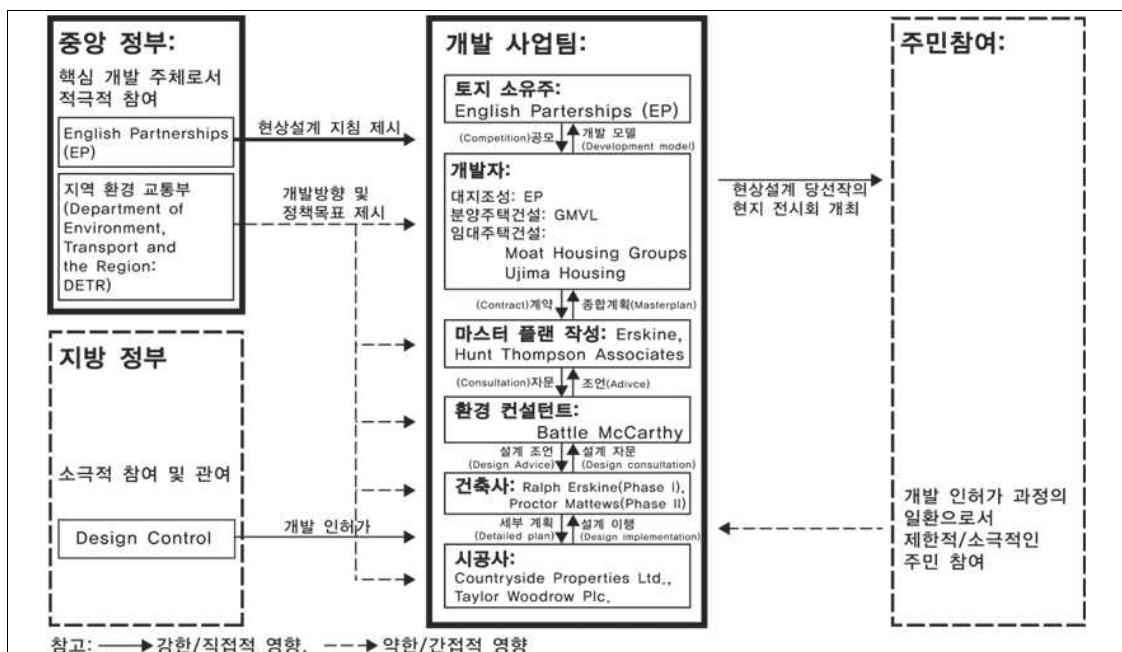 중앙 정부:
핵심 개발 주체로서
적극적 참여
English Partnerships
(EP)
지역 환경 교통부
(Department of
Environment,
Transport and
the Region:
DETR)
현상설계 지침 제시
개발방향 및
정책목표 제시
지방 정부
소극적 참여 및 관여
Design Control
개발 인허가
개발 사업팀:
토지 소유주:
English Parterships (EP)
(Competition)공모
개발 모델
(Development model)
개발자:
대지조성: EP
분양주택건설: GMVL
임대주택건설:
Moat Housing Groups
Ujima Housing
(Contract)계약
종합계획(Masterplan)
마스터 플랜 작성: Erskine,
Hunt Thompson Associates
(Consultation)자문
조언(Adivce)
환경 컨설턴트:
Battle McCarthy
설계 조언
(Design Advice)
설계 자문
(Design consultation)
건축사: Ralph Erskine(Phase I),
Proctor Mattews(Phase II)
세부 계획
(Detailed plan)
설계 이행
(Design implementation)
시공사:
Countryside Properties Ltd.,
Taylor Woodrow Plc.
현상설계 당선작의
현지 전시회 개최
주민참여:
개발 인허가 과정의
일환으로서
제한적/소극적인
주민 참여
참고: 강한/직접적 영향, 약한/간접적 영향